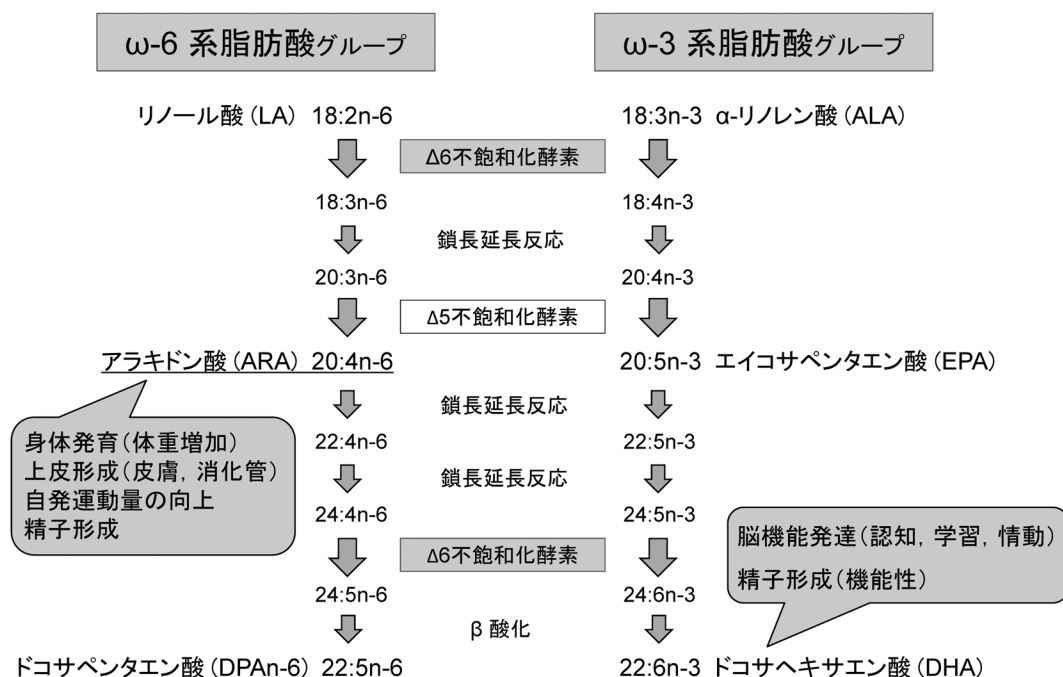 ω-6 系脂肪酸グループ
ω-3 系脂肪酸グループ
リノール酸 (LA) 18:2n-6
18:3n-3 α-リノレン酸 (ALA)
Δ6不飽和化酵素
18:3n-6
18:4n-3
鎖長延長反応
20:3n-6
20:4n-3
Δ5不飽和化酵素
アラキドン酸 (ARA) 20:4n-6
20:5n-3 エイコサペンタエン酸 (EPA)
鎖長延長反応
身体発育(体重増加)
上皮形成(皮膚, 消化管)
自発運動量の向上
精子形成
22:4n-6
22:5n-3
鎖長延長反応
24:4n-6
24:5n-3
Δ6不飽和化酵素
脳機能発達(認知, 学習, 情動)
精子形成(機能性)
24:5n-6
24:6n-3
β 酸化
ドコサペンタエン酸 (DPAn-6) 22:5n-6
22:6n-3 ドコサヘキサエン酸 (DHA)